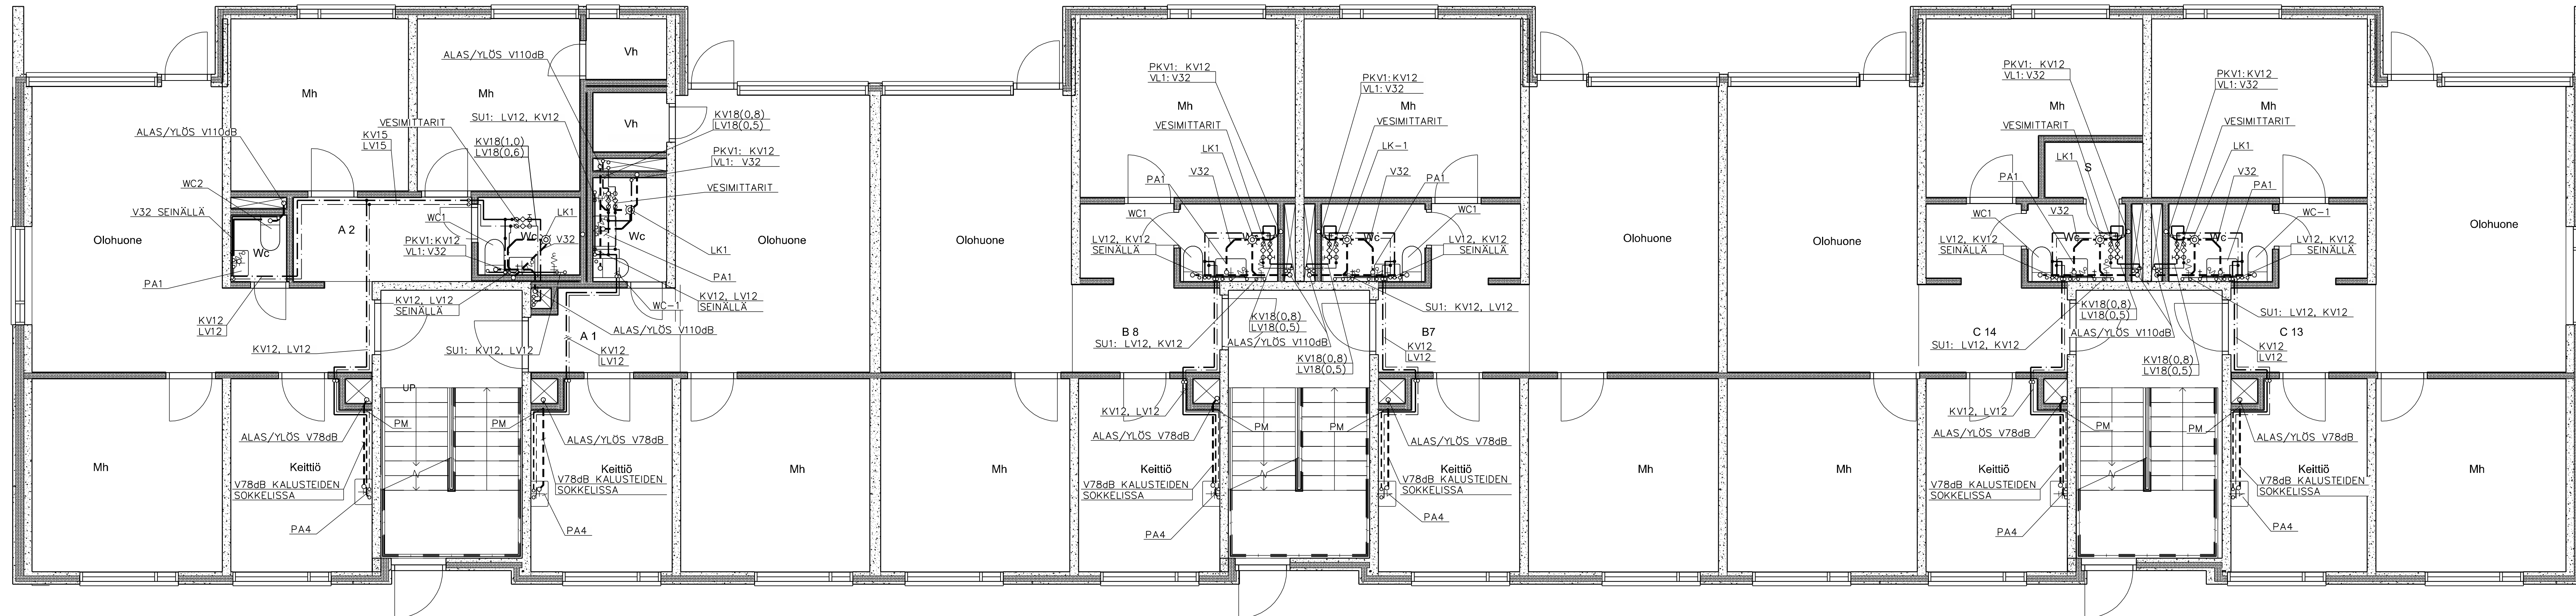 ALAS/YLÖS V110dB
Vh
Mh
Mh
VESIMITTARIT
KV15
LV15
ALAS/YLÖS V110dB
SU1: LV12, KV12
Vh
KV18(0,8)
LV18(0,5)
KV18(1,0)
LV18(0,6)
PKV1: KV12
VL1: V32
VESIMITTARIT
WC2
V32 SEINÄLLÄ
Olohuone
Wc
A 2
PA1
KV12
LV12
KV12, LV12
WC1
PKV1: KV12
VL1: V32
LK1
V32
Wc
Wc
LK1
PA1
WC-1
KV12, LV12
SEINÄLLÄ
KV12, LV12
SEINÄLLÄ
ALAS/YLÖS V110dB
SU1: KV12, LV12
A 1
KV12
LV12
Olohuone
UP
PM
PM
ALAS/YLÖS V78dB
ALAS/YLÖS V78dB
Mh
Keittiö
V78dB KALUSTEIDEN
SOKKELISSA
PA4
Keittiö
V78dB KALUSTEIDEN
SOKKELISSA
PA4
Mh
PKV1: KV12
VL1: V32
Mh
PKV1: KV12
VL1: V32
Mh
VESIMITTARIT
VESIMITTARIT
LK1
LK-1
V32
V32
PA1
PA1
WC1
WC1
Wc
Wc
LV12, KV12
SEINÄLLÄ
LV12, KV12
SEINÄLLÄ
Olohuone
Olohuone
SU1: KV12, LV12
KV18(0,8)
LV18(0,5)
B 8
B7
SU1: LV12, KV12
ALAS/YLÖS V110dB
KV12
LV12
KV18(0,8)
LV18(0,5)
KV12, LV12
PM
PM
ALAS/YLÖS V78dB
ALAS/YLÖS V78dB
Mh
Keittiö
V78dB KALUSTEIDEN
SOKKELISSA
PA4
Keittiö
V78dB KALUSTEIDEN
SOKKELISSA
PA4
Mh
PKV1: KV12
VL1: V32
Mh
PKV1: KV12
VL1: V32
Mh
VESIMITTARIT
VESIMITTARIT
LK1
S
LK1
V32
PA1
PA1
WC1
V32
WC-1
Wc
Wc
LV12, KV12
SEINÄLLÄ
LV12, KV12
SEINÄLLÄ
Olohuone
Olohuone
KV18(0,8)
LV18(0,5)
SU1: LV12, KV12
C 14
ALAS/YLÖS V110dB
C 13
SU1: LV12, KV12
KV12
LV12
KV18(0,8)
LV18(0,5)
KV12, LV12
PM
PM
ALAS/YLÖS V78dB
ALAS/YLÖS V78dB
Mh
Keittiö
V78dB KALUSTEIDEN
SOKKELISSA
PA4
Keittiö
V78dB KALUSTEIDEN
SOKKELISSA
PA4
Mh